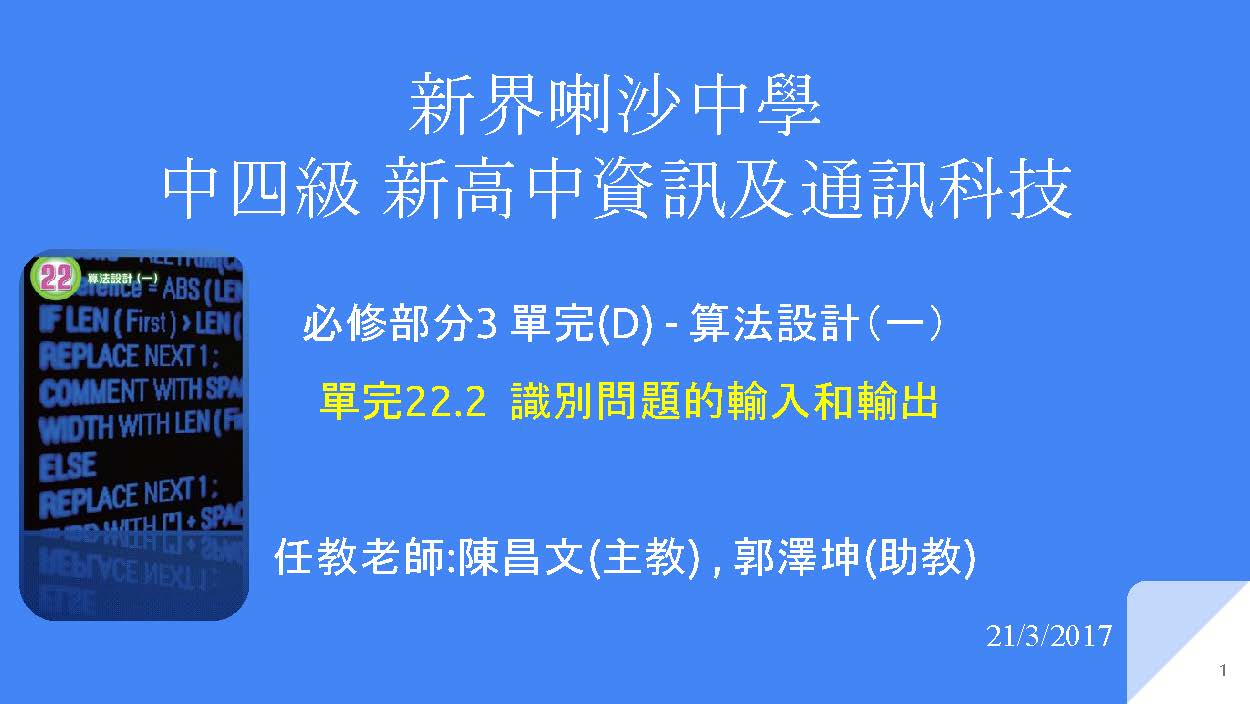 新界喇沙中學
中四級 新高中資訊及通訊科技
22 算法設計 (一)
= ABS (LEN
IF LEN ( First ) > LEN (
REPLACE NEXT 1 ;
COMMENT WITH SPA
WIDTH WITH LEN ( Fi
ELSE
REPLACE NEXT 1 ;
WITH [*] + SPA
必修部分3 單完(D) - 算法設計（一）
單完22.2 識別問題的輸入和輸出
任教老師:陳昌文(主教) , 郭澤坤(助教)
21/3/2017
1